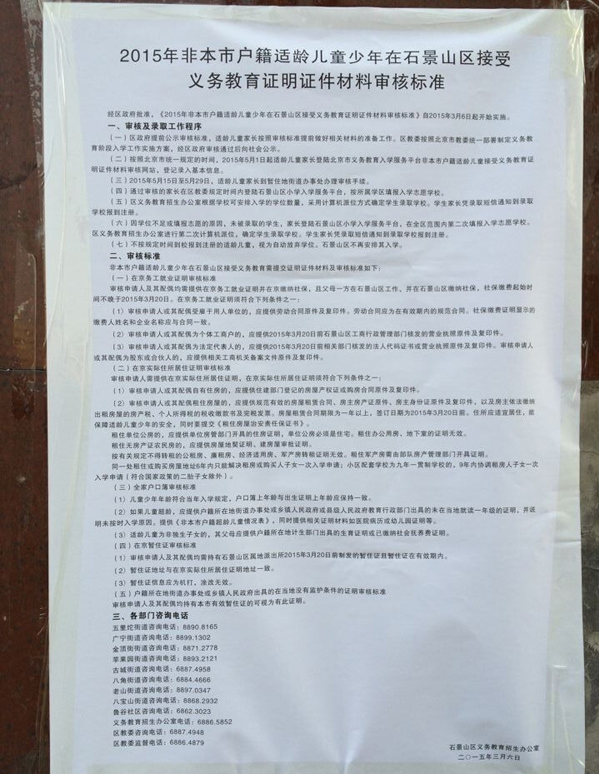 2015年非本市户籍适龄儿童少年在石景山区接受
义务教育证明证件材料审核标准
经区政府批准，《2015年非本市户籍适龄儿童少年在石景山区接受义务教育证明证件材料审核标准》自2015年3月6日起开始实施。
一、审核及录取工作程序
（一）区政府提前公示审核标准，适龄儿童家长按照审核标准提前做好相关材料的准备工作。区教委按照北京市教委统一部署制定义务教
育阶段入学工作实施方案，经区政府审核通过后向社会公示。
（二）按照北京市统一规定的时间，2015年5月1日起适龄儿童家长登陆北京市义务教育入学服务平台非本市户籍适龄儿童接受义务教育证
明证件材料审核网站，登记录入基本信息。
（三）2015年5月15日至5月29日，适龄儿童家长到暂住地街道办事处办理审核手续。
（四）通过审核的家长在区教委规定时间内登陆石景山区小学入学服务平台，按所属学区填报入学志愿学校。
（五）区义务教育招生办公室根据学校可安排入学的学位数量，采用计算机派位方式确定学生录取学校。学生家长凭录取短信通知到录取
学校报到注册。
（六）因学位不足或填报志愿的原因，未被录取的学生，家长登陆石景山区小学入学服务平台，在全区范围内第二次填报入学志愿学校。
区义务教育招生办公室进行第二次计算机派位，确定学生录取学校。学生家长凭录取短信通知到录取学校报到注册。
（七）不按规定时间到校报到注册的适龄儿童，视为自动放弃学位。石景山区不再安排其入学。
二、审核标准
非本市户籍适龄儿童少年在石景山区接受义务教育需提交证明证件材料及审核标准如下：
（一）在京务工就业证明审核标准
审核申请人及其配偶均需提供在京务工就业证明并在京缴纳社保，且父母一方在石景山区工作、并在石景山区缴纳社保，社保缴费起始时
间不晚于2015年3月20日。在京务工就业证明须符合下列条件之一：
（1）审核申请人或其配偶受雇于用人单位的，应提供劳动合同原件及复印件。劳动合同应为在有效期内的规范合同。社保缴费证明显示的
缴费人姓名和企业名称应与合同一致。
（2）审核申请人或其配偶为个体工商户的，应提供2015年3月20日前石景山区工商行政管理部门核发的营业执照原件及复印件。
（3）审核申请人或其配偶为法定代表人的，应提供2015年3月20日前相关部门核发的法人代码证书或营业执照原件及复印件。审核申请人
或其配偶为股东或合伙人的，应提供相关工商机关备案文件原件及复印件。
（二）在京实际住所居住证明审核标准
审核申请人需提供在京实际住所居住证明，在京实际住所居住证明须符合下列条件之一：
（1）审核申请人或其配偶自有住房的，应提供住建部门登记的房屋产权证或购房合同原件及复印件。
（2）审核申请人或其配偶租住住房的，应提供规范有效的房屋租赁合同、房主房产证原件、房主身份证原件及复印件，以及房主依法缴纳
出租房屋的房产税、个人所得税的税收缴款书及完税发票。房屋租赁合同期限为一年以上，签订日期为2015年3月20日前。住所应适宜居住，能
保障适龄儿童的安全，同时要提交《租住房屋治安责任保证书》。
租住单位公房的，应提供单位房管部门开具的住房证明，单位公房必须是住宅。租住办公用房、地下室的证明无效。
租住无房产证农民房的，应提供房屋地契证明、建房屋审批证明。
按有关规定不得转租的公租房、廉租房、经济适用房、军产房转租证明无效。租住军产房需由部队房产管理部门开具证明。
同一处租住或购买房屋地址6年内只能解决租房或购买人子女一次入学申请；小区配套学校为九年一贯制学校的，9年内协调租房人子女一次
入学申请（符合国家政策的二胎子女除外）。
（三）全家户口簿审核标准
（1）儿童少年年龄符合当年入学规定，户口簿上年龄与出生证明上年龄应保持一致。
（2）如果儿童超龄，应提供户籍所在地街道办事处或乡镇人民政府或县级人民政府教育行政部门出具的未在当地就读一年级的证明，并说
明未按时入学原因，提供《非本市户籍超龄儿童情况表》，同时提供相关证明材料如医院病历或幼儿园证明等。
（3）适龄儿童为非独生子女的，其父母应提供户籍所在地计生部门出具的生育证明或已缴纳社会抚养费证明。
（四）在京暂住证审核标准
（1）审核申请人及其配偶均需持有石景山区属地派出所2015年3月20日前制发的暂住证且暂住证在有效期内。
（2）暂住证地址与在京实际住所居住证明地址一致。
（3）暂住证信息应为机打，涂改无效。
（五）户籍所在地街道办事处或乡镇人民政府出具的在当地没有监护条件的证明审核标准
审核申请人及其配偶均持有本市有效暂住证的可视为有此证明。
三、各部门咨询电话
五里坨街道咨询电话：8890.8165
广宁街道咨询电话：8899.1302
金顶街街道咨询电话：8871.2778
苹果园街道咨询电话：8893.2121
古城街道咨询电话：6887.4958
八角街道咨询电话：6884.4666
老山街道咨询电话：8897.0347
八宝山街道咨询电话：8868.2932
鲁谷社区咨询电话：6862.3023
义务教育招生办公室电话：6886.5852
区教委咨询电话：6887.4948
区教委监督电话：6886.4879
石景山区义务教育招生办公室
二〇一五年三月六日